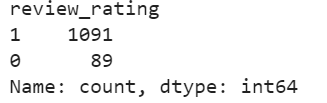 review_rating
1    1091
0      89
Name: count, dtype: int64